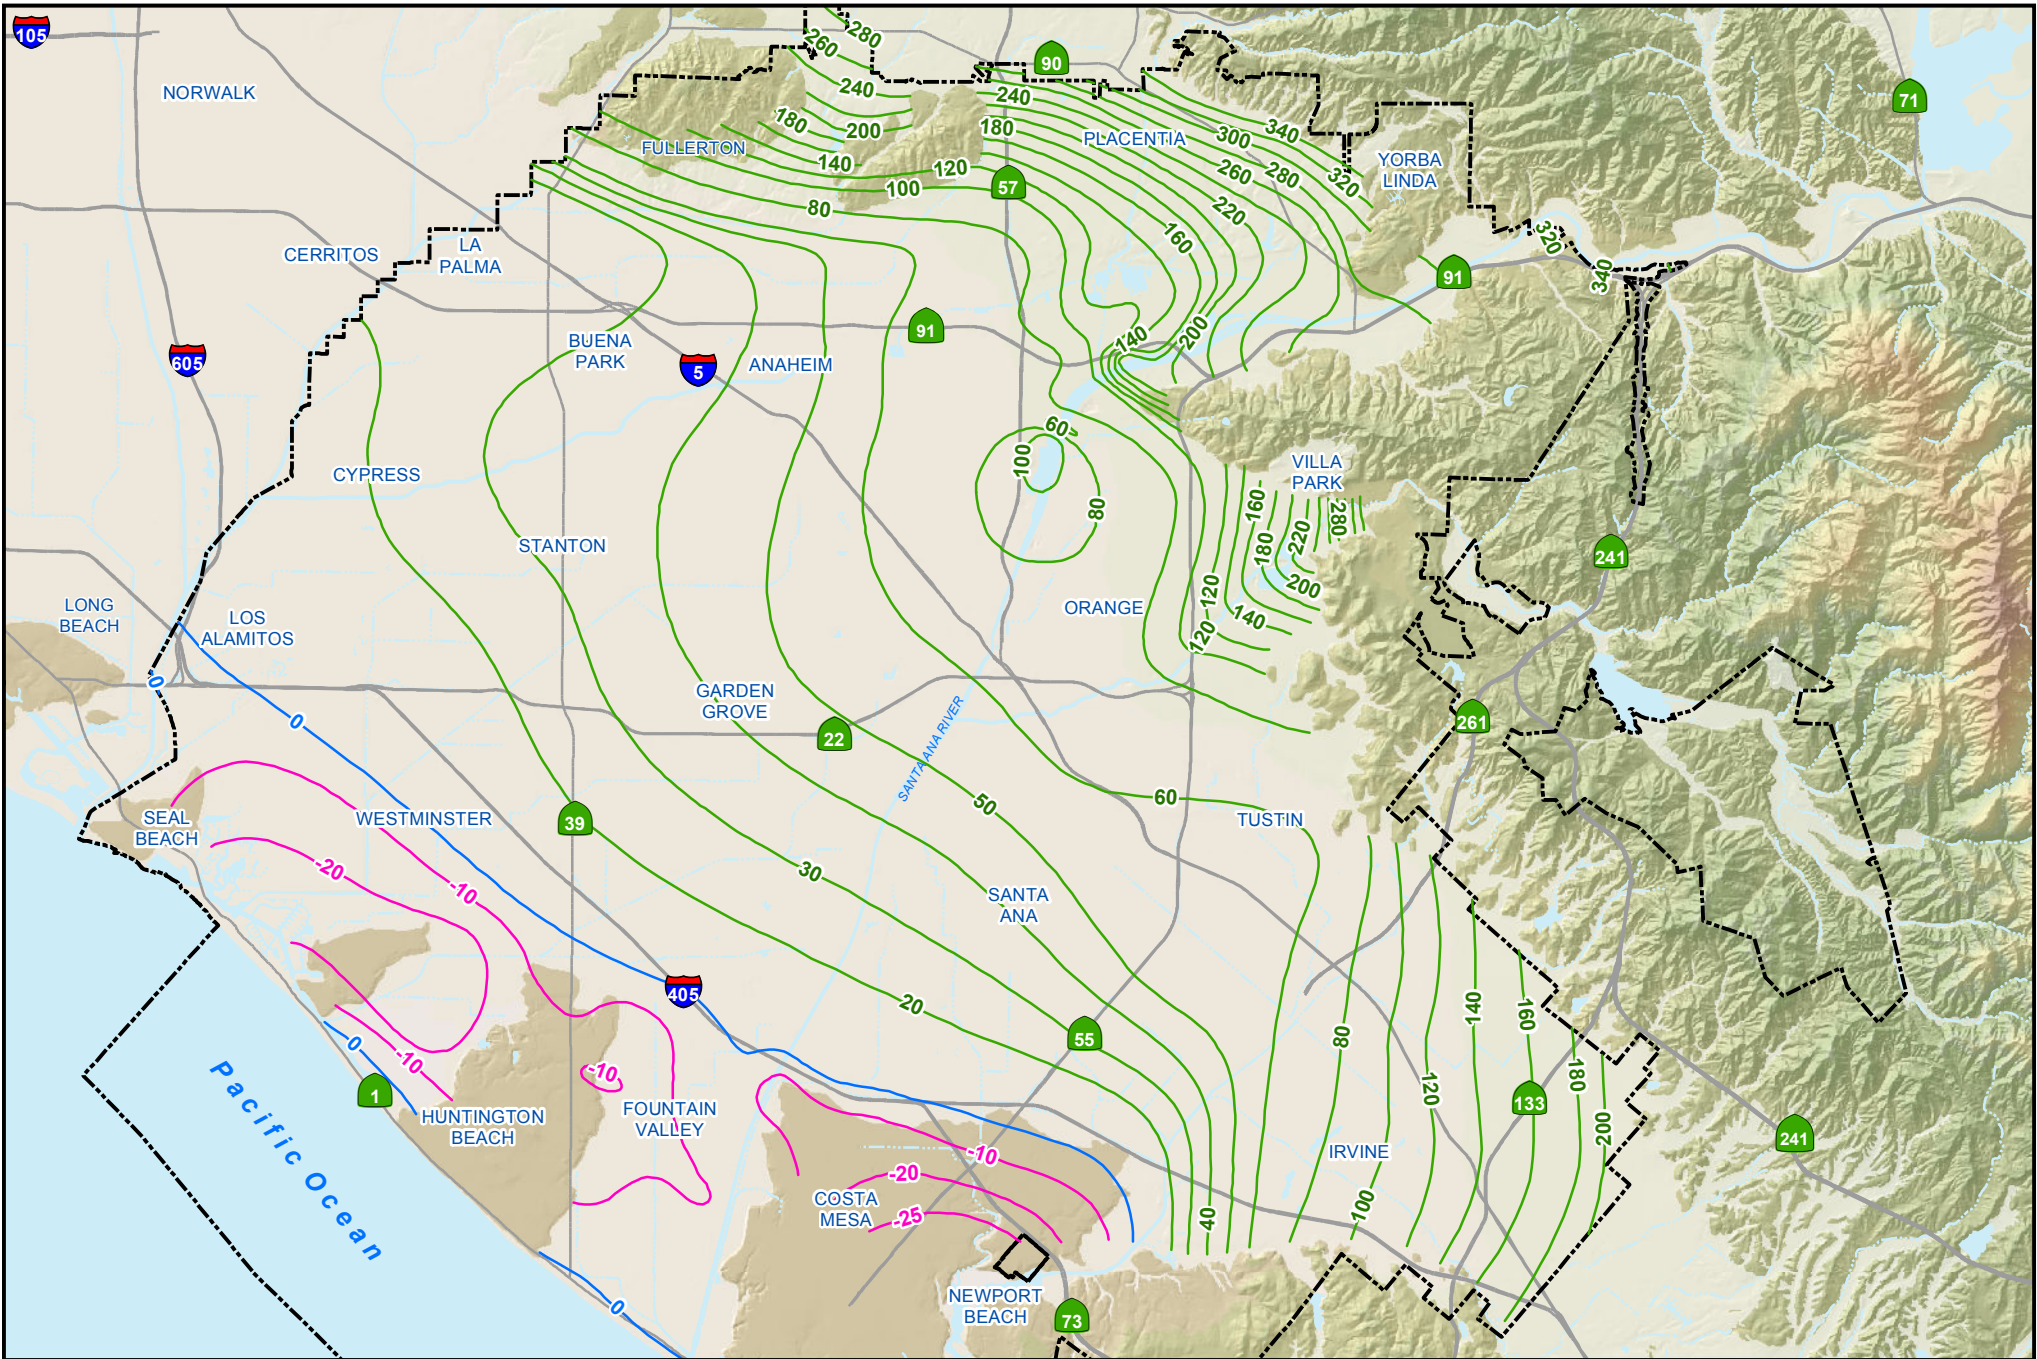 105
NORWALK
260
280
90
71
240
240
180
200
180
340
300
PLACENTIA
FULLERTON
140
120
260
280
320
YORBA
LINDA
100
57
80
220
160
320
340
CERRITOS
LA
PALMA
91
91
605
BUENA
PARK
5
ANAHEIM
140
200
CYPRESS
60
100
80
VILLA
PARK
160
280
220
180
200
STANTON
241
LONG
BEACH
LOS
ALAMITOS
ORANGE
120
140
120
0
0
GARDEN
GROVE
22
SANTA ANA RIVER
261
SEAL
BEACH
WESTMINSTER
39
50
60
TUSTIN
-20
-10
30
SANTA
ANA
405
20
55
80
140
160
0
-10
-10
1
HUNTINGTON
BEACH
FOUNTAIN
VALLEY
120
180
133
200
241
Pacific Ocean
-10
-20
-25
COSTA
MESA
IRVINE
100
40
0
NEWPORT
BEACH
73